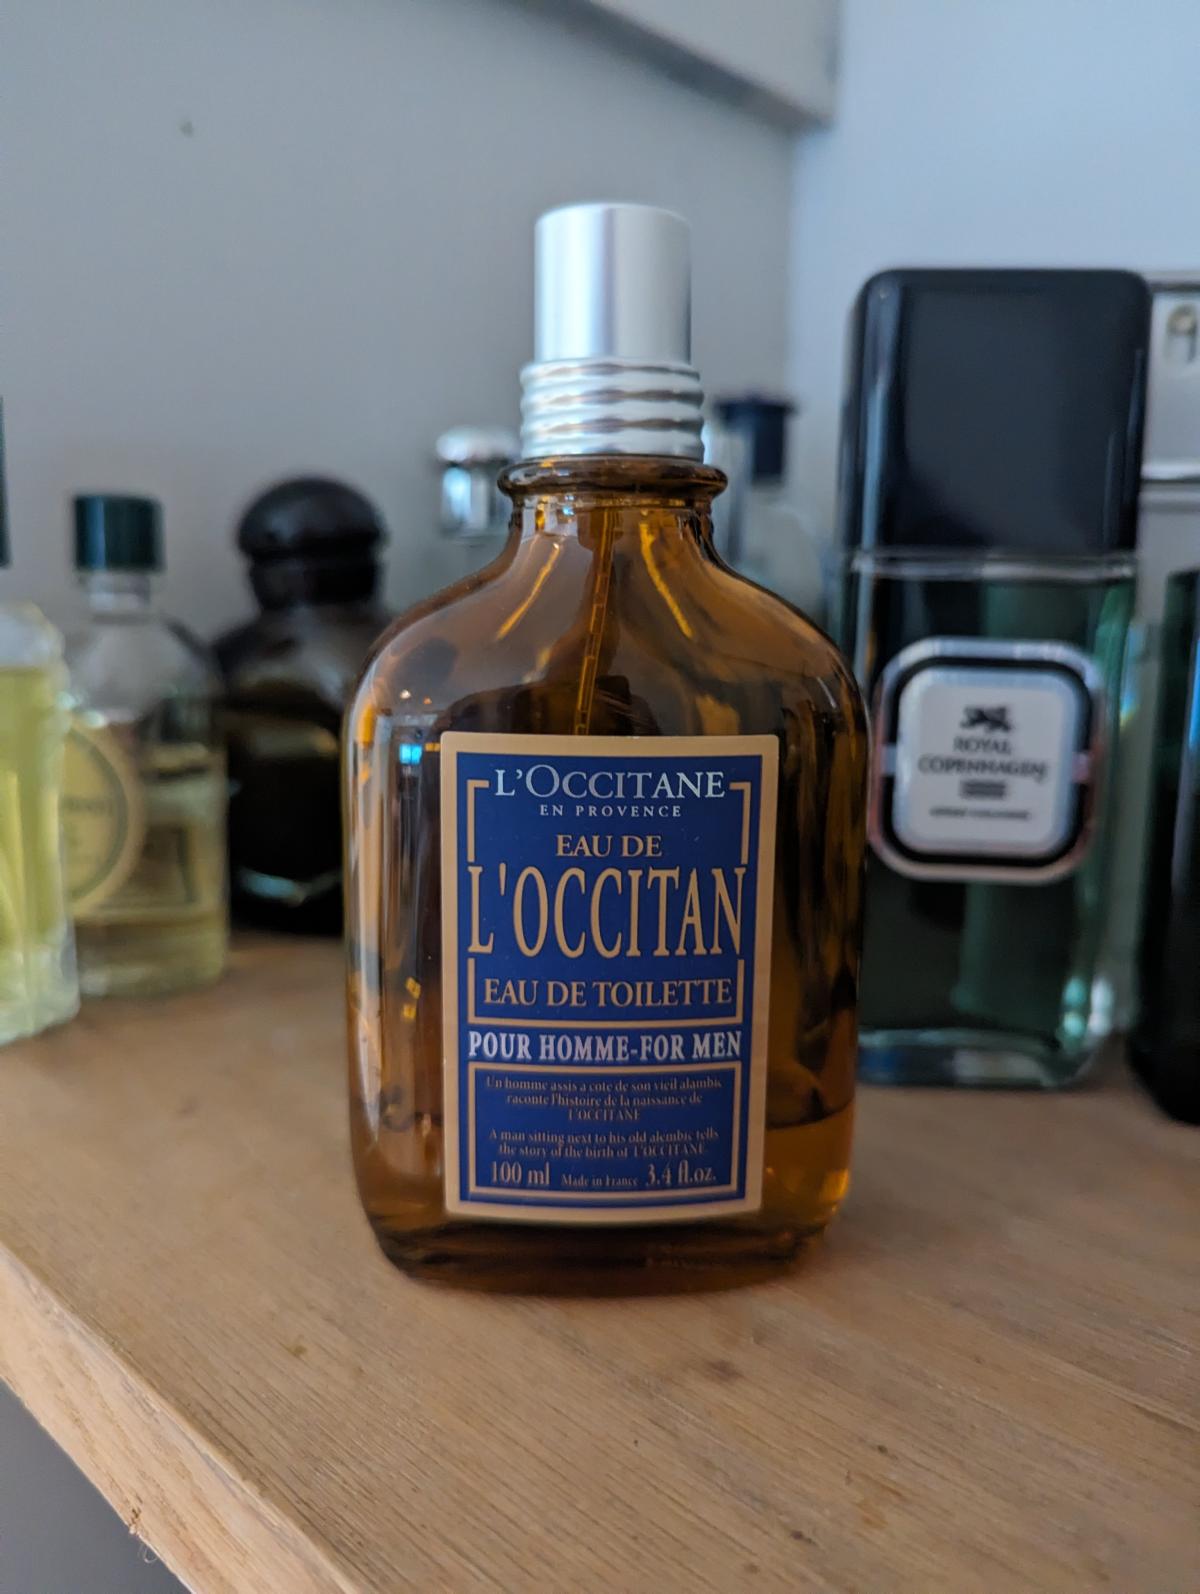 L'OCCITANE
EN PROVENCE
EAU DE
L'OCCITAN
EAU DE TOILETTE
POUR HOMME-FOR MEN
Un homme assis a cote de son vieil alambic
raconte l'histoire de la naissance de
L'OCCITANE
A man sitting next to his old alembic tells
the story of the birth of L'OCCITANE.
100 ml Made in France 3.4 fl.oz.
ROYAL
COPENHAGEN